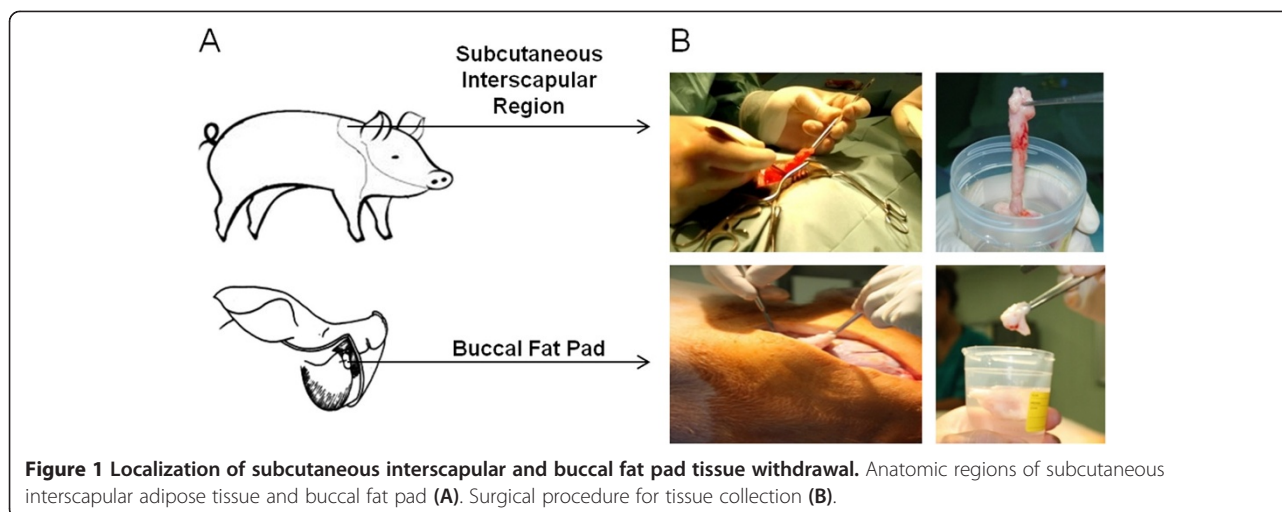 A
Subcutaneous
Interscapular
Region
B
Buccal Fat Pad
Figure 1 Localization of subcutaneous interscapular and buccal fat pad tissue withdrawal. Anatomic regions of subcutaneous
interscapular adipose tissue and buccal fat pad (A). Surgical procedure for tissue collection (B).